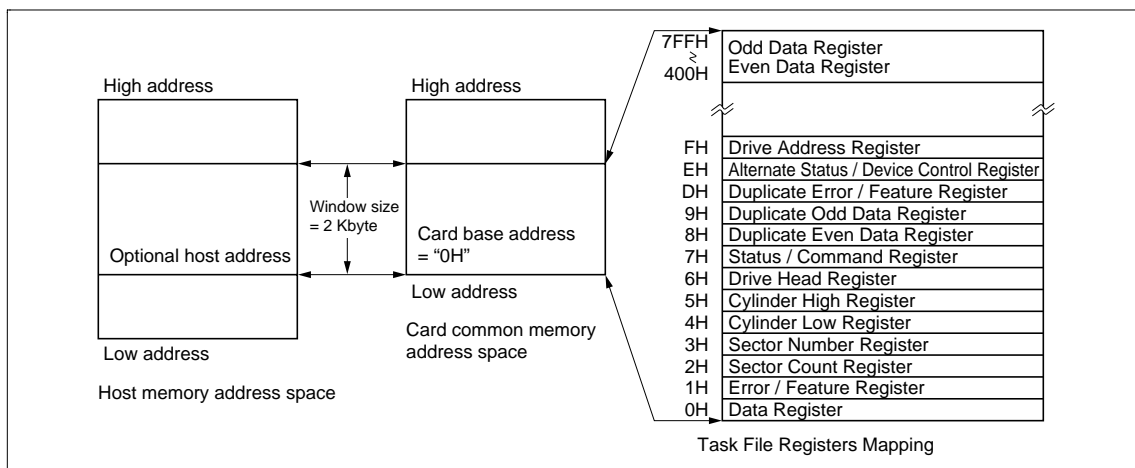 High address
Optional host address
Low address
Host memory address space
Window size
= 2 Kbyte
High address
Card base address
= “0H”
Low address
Card common memory
address space
7FFH
~
400H
Odd Data Register
Even Data Register
FH Drive Address Register
EH Alternate Status / Device Control Register
DH Duplicate Error / Feature Register
9H Duplicate Odd Data Register
8H Duplicate Even Data Register
7H Status / Command Register
6H Drive Head Register
5H Cylinder High Register
4H Cylinder Low Register
3H Sector Number Register
2H Sector Count Register
1H Error / Feature Register
0H Data Register
Task File Registers Mapping